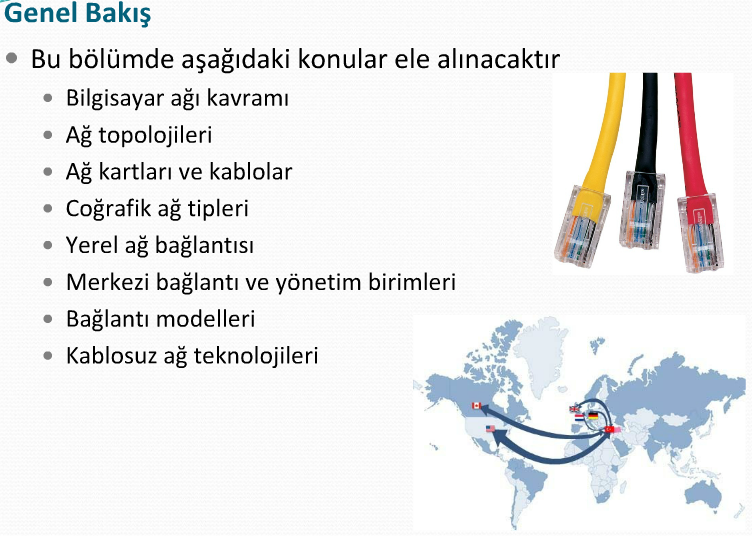 Genel Bakış
• Bu bölümde aşağıdaki konular ele alınacaktır
• Bilgisayar ağı kavramı
• Ağ topolojileri
• Ağ kartları ve kablolar
• Coğrafik ağ tipleri
• Yerel ağ bağlantısı
• Merkezi bağlantı ve yönetim birimleri
• Bağlantı modelleri
• Kablosuz ağ teknolojileri